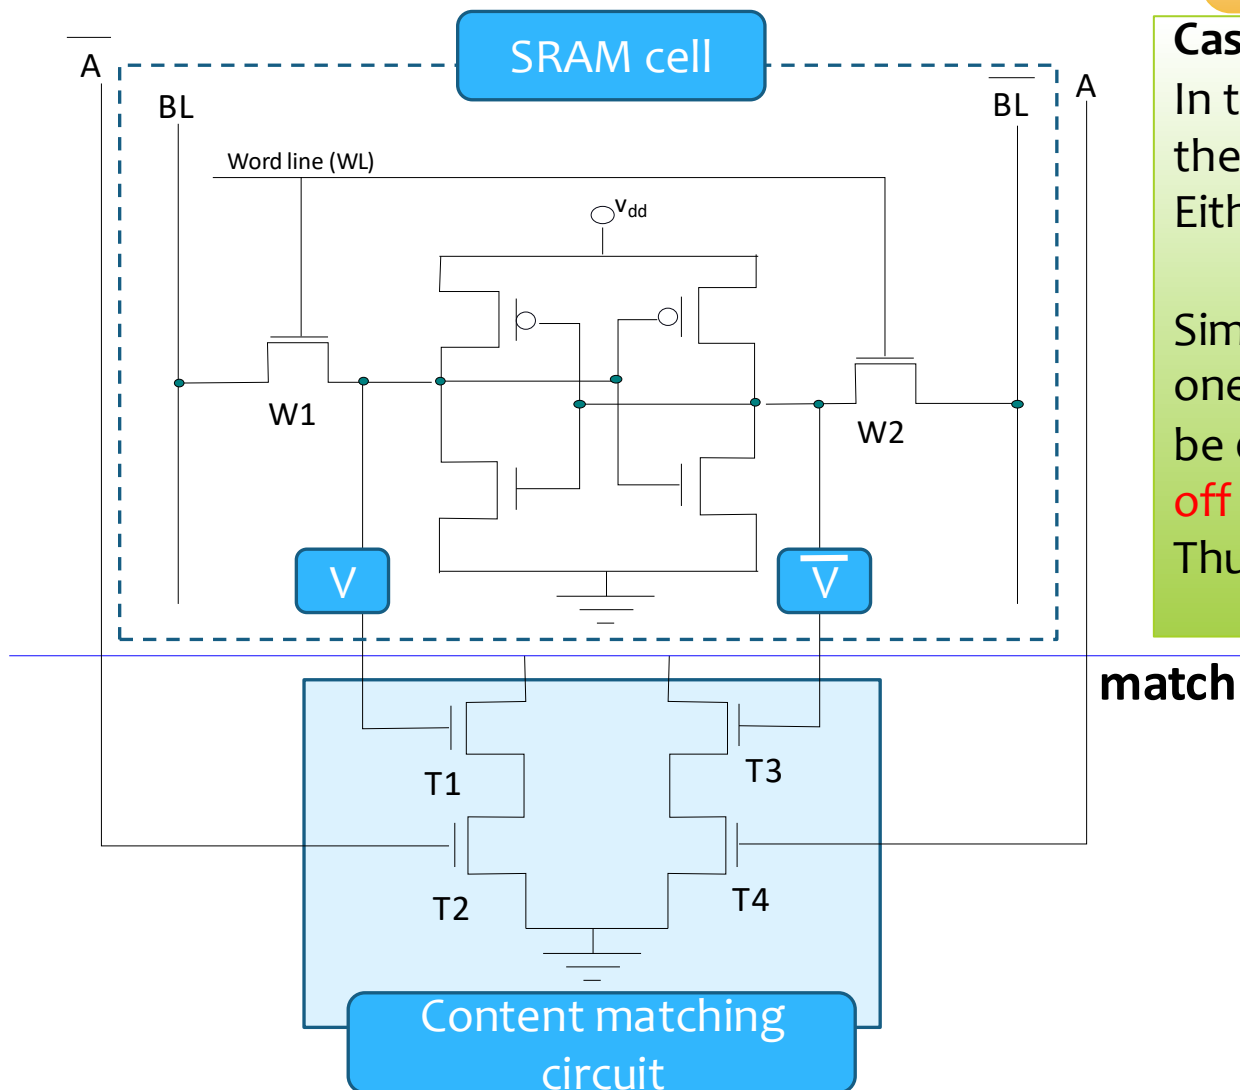 SRAM cell
A̅
BL
B̅L̅
A
Word line (WL)
vdd
W1
W2
V
V̅
match
T1
T3
T2
T4
Content matching
circuit
Cas
In t
the
Eith
Sim
one
be
off
Thu